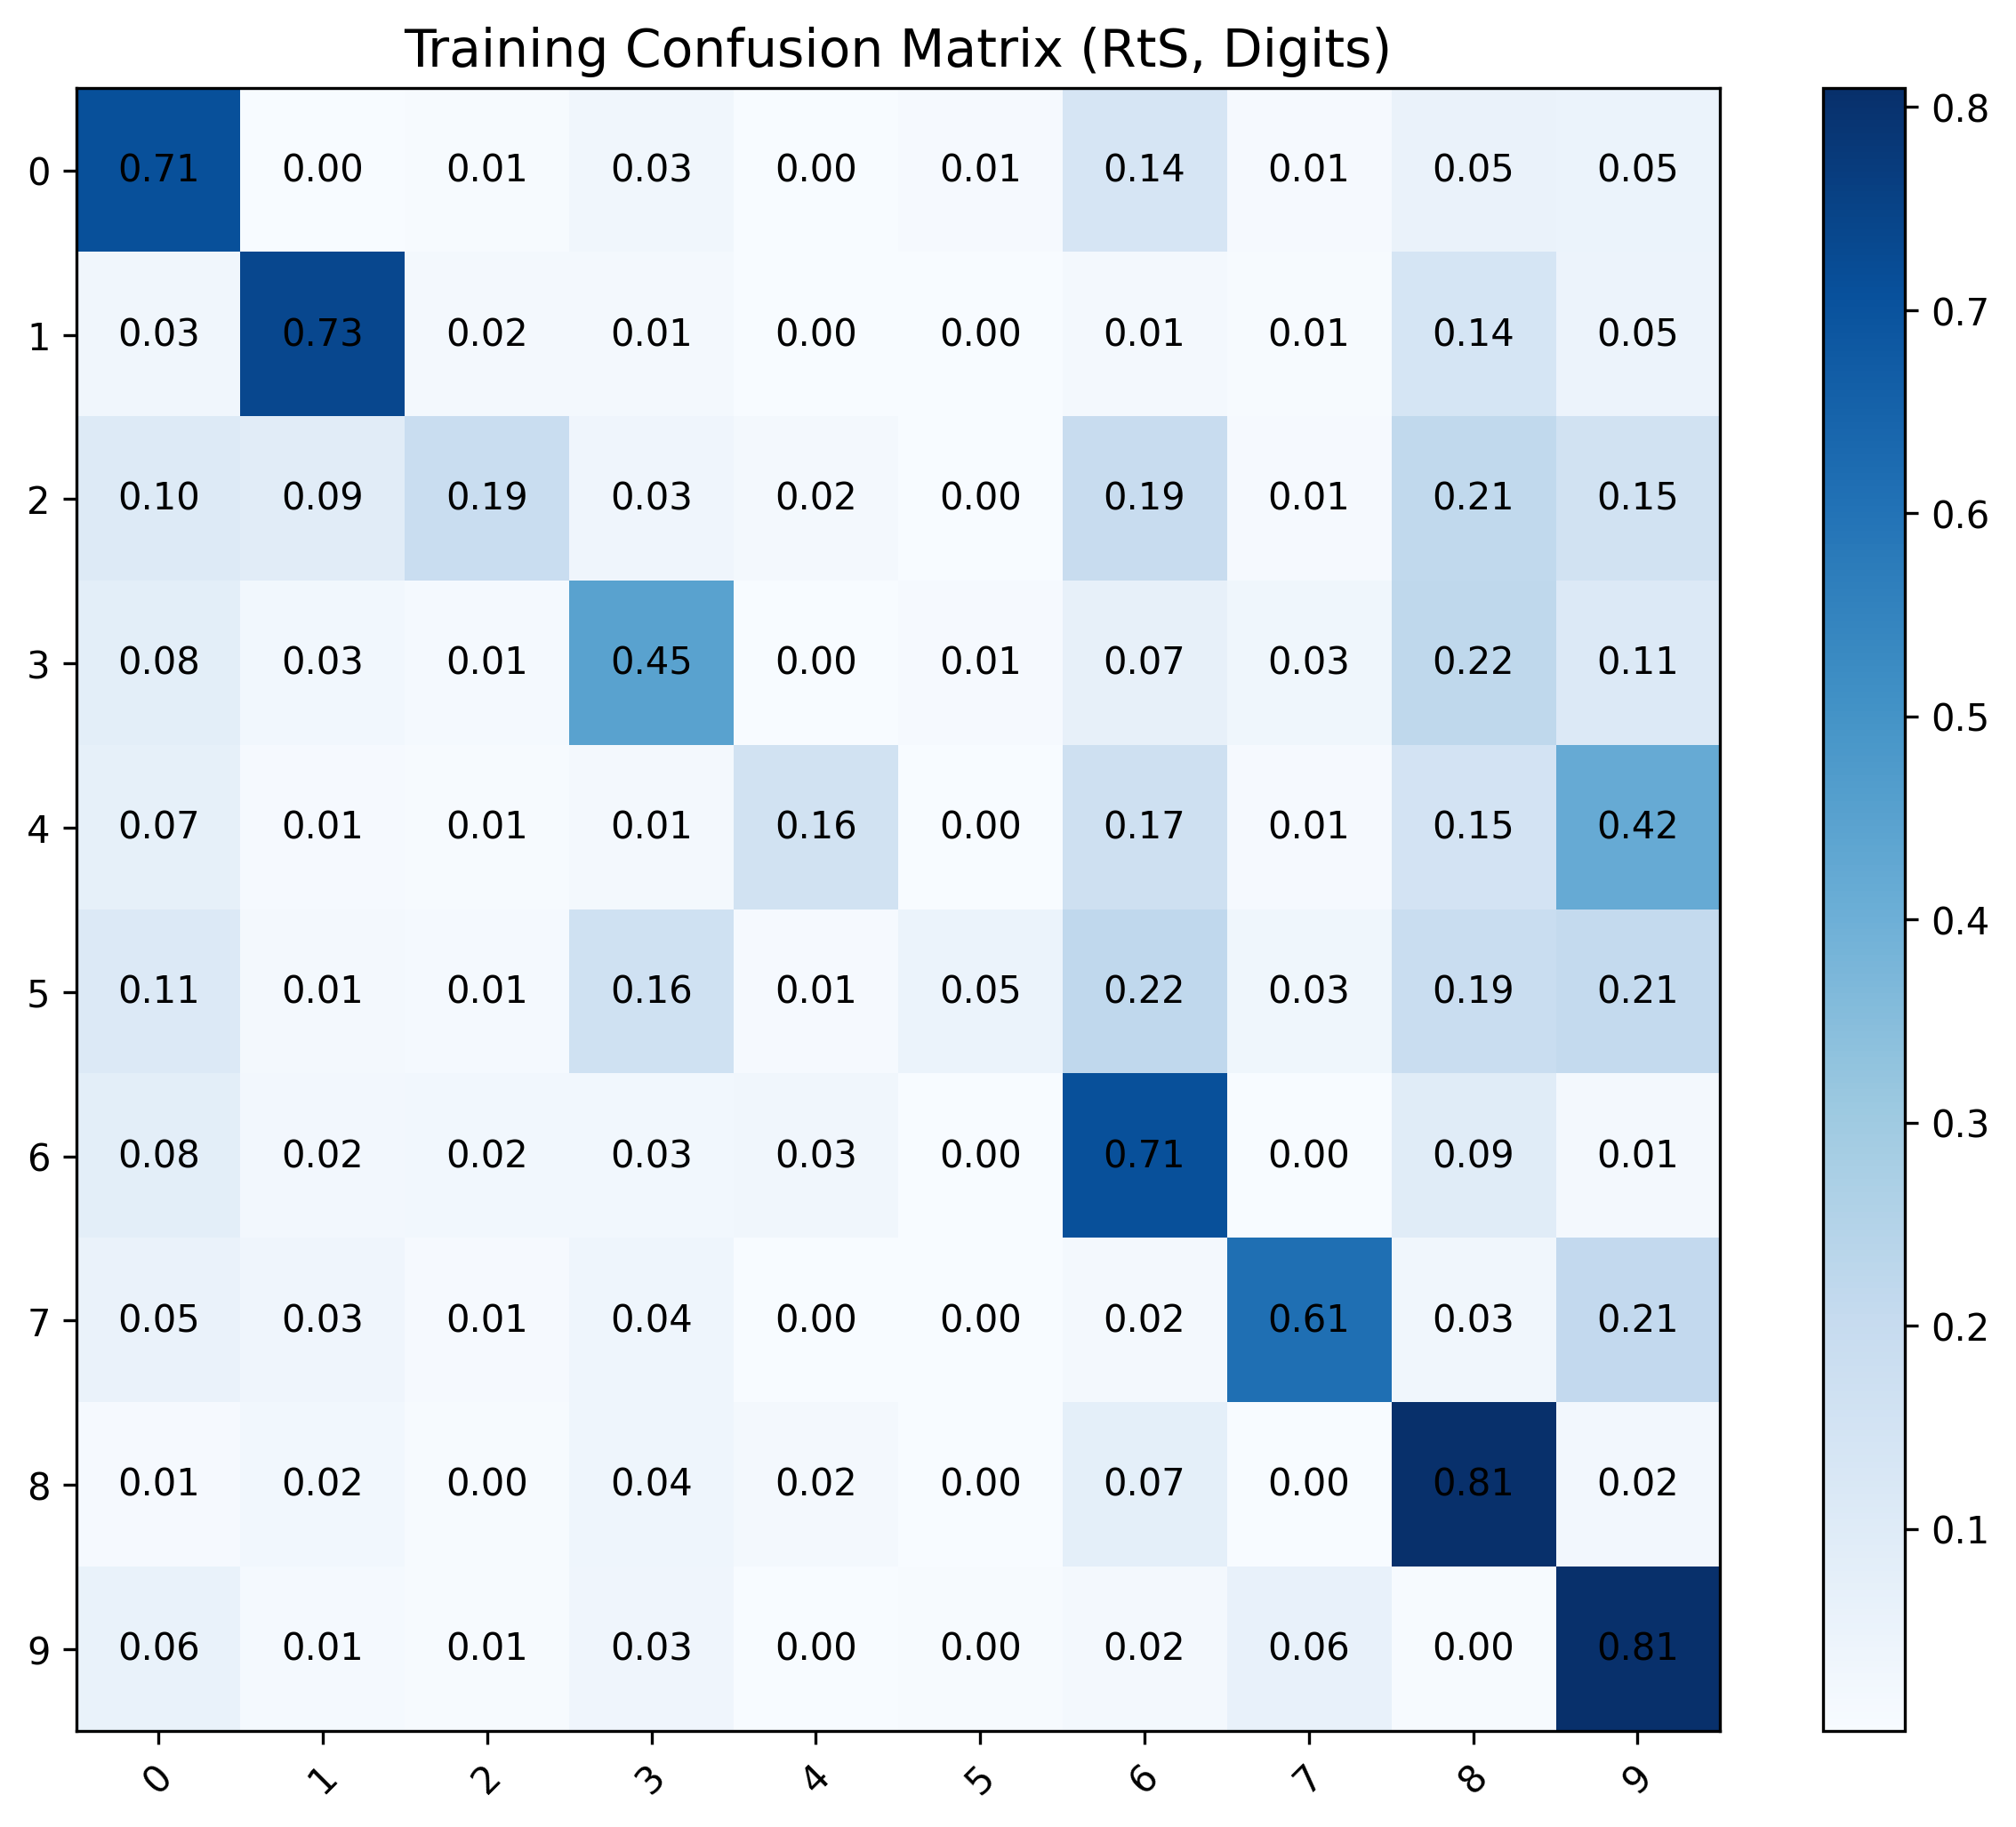 Training Confusion Matrix (RtS, Digits)
0 0.71 0.00 0.01 0.03 0.00 0.01 0.14 0.01 0.05 0.05
1 0.03 0.73 0.02 0.01 0.00 0.00 0.01 0.01 0.14 0.05
2 0.10 0.09 0.19 0.03 0.02 0.00 0.19 0.01 0.21 0.15
3 0.08 0.03 0.01 0.45 0.00 0.01 0.07 0.03 0.22 0.11
4 0.07 0.01 0.01 0.01 0.16 0.00 0.17 0.01 0.15 0.42
5 0.11 0.01 0.01 0.16 0.01 0.05 0.22 0.03 0.19 0.21
6 0.08 0.02 0.02 0.03 0.03 0.00 0.71 0.00 0.09 0.01
7 0.05 0.03 0.01 0.04 0.00 0.00 0.02 0.61 0.03 0.21
8 0.01 0.02 0.00 0.04 0.02 0.00 0.07 0.00 0.81 0.02
9 0.06 0.01 0.01 0.03 0.00 0.00 0.02 0.06 0.00 0.81
0 1 2 3 4 5 6 7 8 9
0.8
0.7
0.6
0.5
0.4
0.3
0.2
0.1